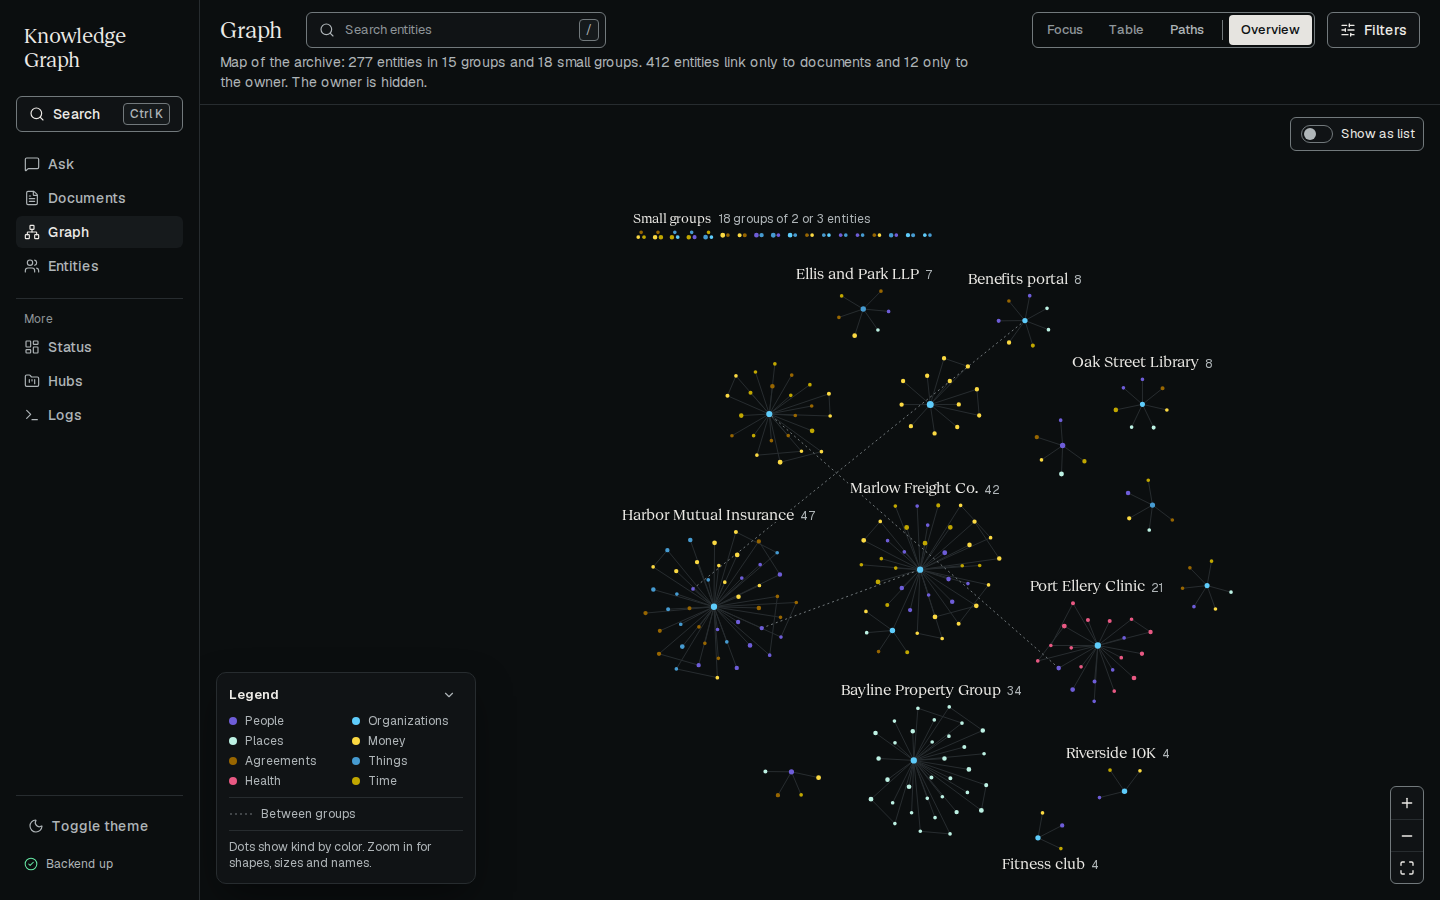 Knowledge
Graph
Search Ctrl K
Ask
Documents
Graph
Entities
More
Status
Hubs
Logs
Toggle theme
Backend up
Graph
Search entities /
Focus Table Paths Overview
Filters
Map of the archive: 277 entities in 15 groups and 18 small groups. 412 entities link only to documents and 12 only to
the owner. The owner is hidden.
Show as list
Small groups 18 groups of 2 or 3 entities
Ellis and Park LLP 7
Benefits portal 8
Oak Street Library 8
Marlow Freight Co. 42
Harbor Mutual Insurance 47
Port Ellery Clinic 21
Bayline Property Group 34
Riverside 10K 4
Fitness club 4
Legend
People Organizations
Places Money
Agreements Things
Health Time
Between groups
Dots show kind by color. Zoom in for
shapes, sizes and names.